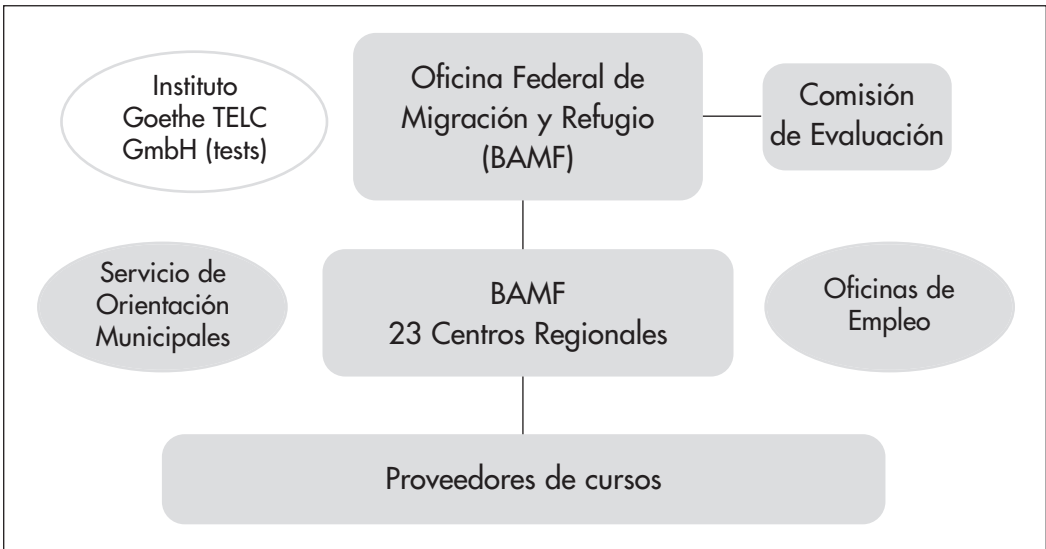 Instituto
Goethe TELC
GmbH (tests)
Oficina Federal de
Migración y Refugio
(BAMF)
Comisión
de Evaluación
Servicio de
Orientación
Municipales
BAMF
23 Centros Regionales
Oficinas de
Empleo
Proveedores de cursos